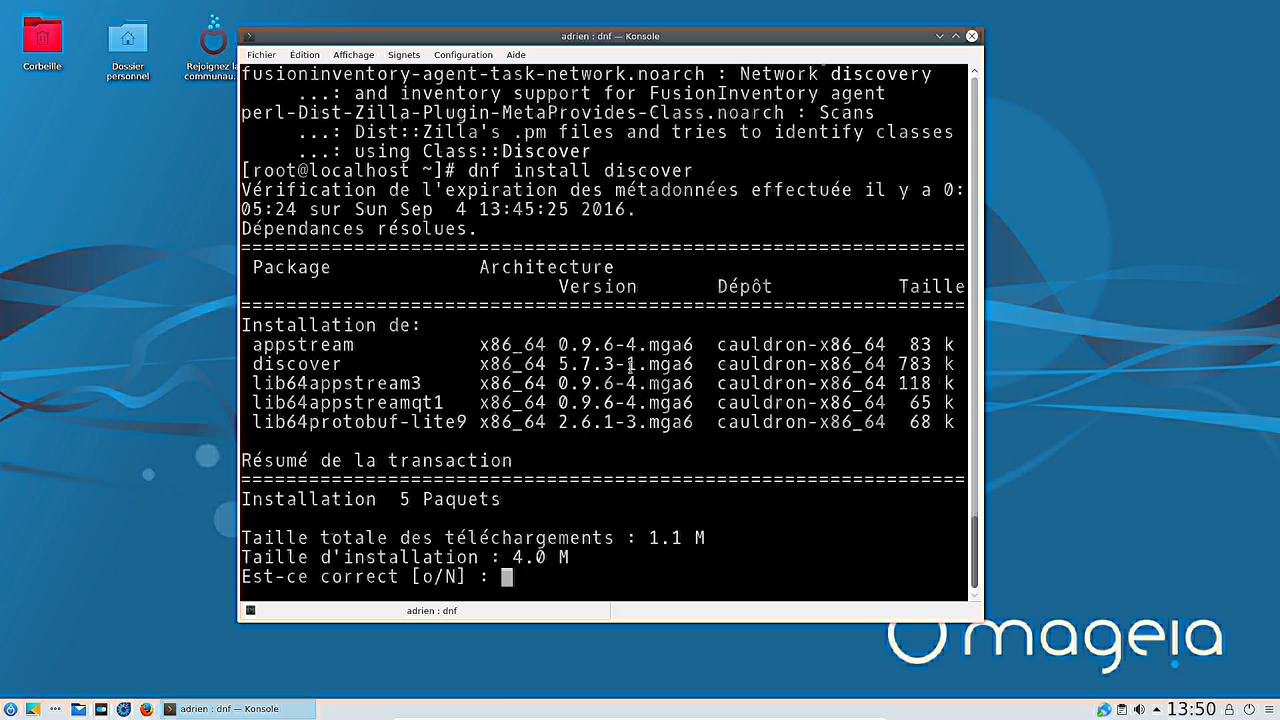 Corbeille
Dossier
personnel
Rejoignez la
communau...
adrien : dnf — Konsole
Fichier Édition Affichage Signets Configuration Aide
fusioninventory-agent-task-network.noarch : Network discovery
...: and inventory support for FusionInventory agent
perl-Dist-Zilla-Plugin-MetaProvides-Class.noarch : Scans
...: Dist::Zilla's .pm files and tries to identify classes
...: using Class::Discover
[root@localhost ~]# dnf install discover
Vérification de l'expiration des métadonnées effectuée il y a 0:
05:24 sur Sun Sep  4 13:45:25 2016.
Dépendances résolues.
================================================================
Package Architecture
Version Dépôt Taille
================================================================
Installation de:
appstream x86_64 0.9.6-4.mga6 cauldron-x86_64 83 k
discover x86_64 5.7.3-1.mga6 cauldron-x86_64 783 k
lib64appstream3 x86_64 0.9.6-4.mga6 cauldron-x86_64 118 k
lib64appstreamqt1 x86_64 0.9.6-4.mga6 cauldron-x86_64 65 k
lib64protobuf-lite9 x86_64 2.6.1-3.mga6 cauldron-x86_64 68 k
Résumé de la transaction
================================================================
Installation  5 Paquets
Taille totale des téléchargements : 1.1 M
Taille d'installation : 4.0 M
Est-ce correct [o/N] :
adrien : dnf
mageia
adrien : dnf — Konsole
13:50